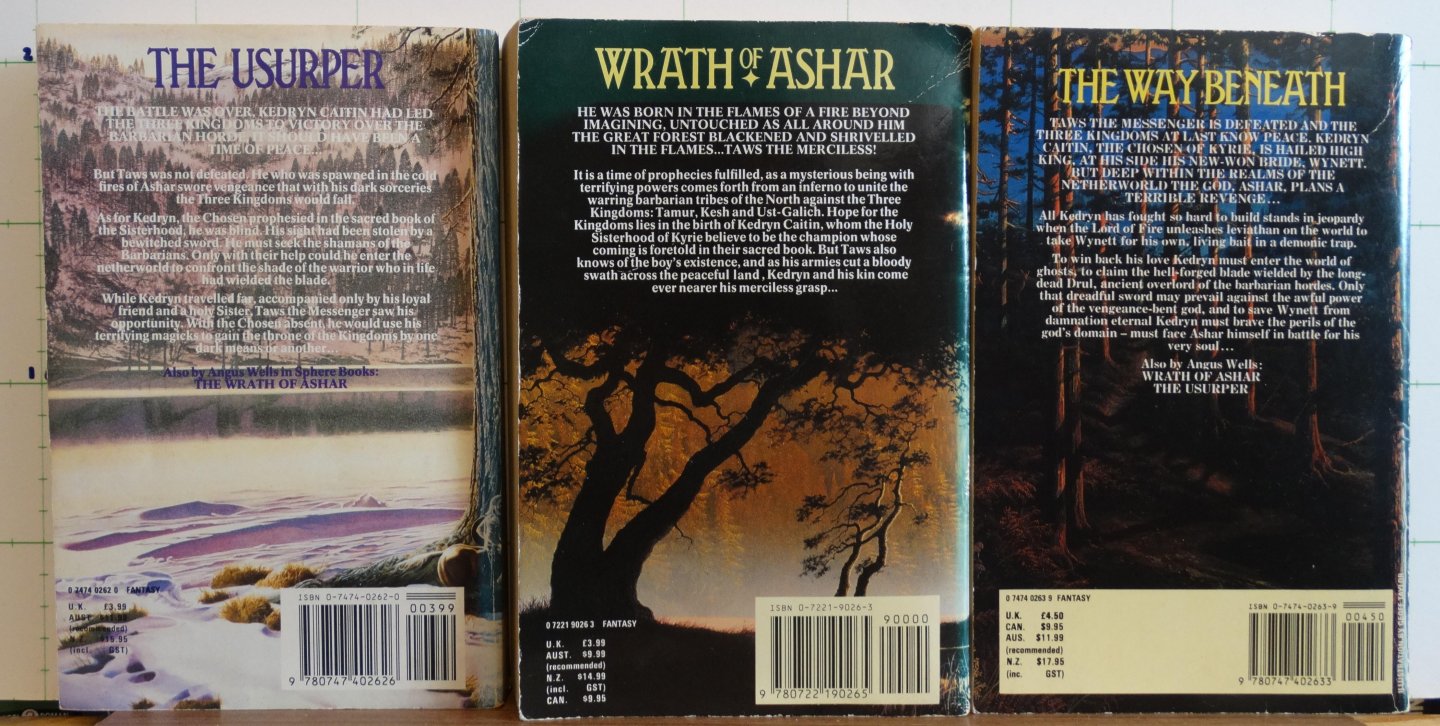 THE USURPER
THE BATTLE WAS OVER, KEDRYN CAITIN HAD LED
THE THREE KINGDOMS TO VICTORY OVER THE
BARBARIAN HORDE. IT SHOULD HAVE BEEN A
TIME OF PEACE...
But Taws was not defeated. He who was spawned in the cold
fires of Ashar swore vengeance that with his dark sorceries
the Three Kingdoms would fall.
As for Kedryn, the Chosen prophesied in the sacred book of
the Sisterhood, he was blind. His sight had been stolen by a
bewitched sword. He must seek the shamans of the
Barbarians. Only with their help could he enter the
netherworld to confront the shade of the warrior who in life
had wielded the blade.
While Kedryn travelled far, accompanied only by his loyal
friend and a holy Sister, Taws the Messenger saw his
opportunity. With the Chosen absent, he would use his
terrifying magicks to gain the throne of the Kingdoms by one
dark means or another...
Also by Angus Wells in Sphere Books:
THE WRATH OF ASHAR
0 7474 0262 0 FANTASY
U.K. £3.99
AUST.
(recommended)
N.Z. $15.95
(incl. GST)
ISBN 0-7474-0262-0
00399
9 780747 402626
WRATH OF ASHAR
HE WAS BORN IN THE FLAMES OF A FIRE BEYOND
IMAGINING, UNTOUCHED AS ALL AROUND HIM
THE GREAT FOREST BLACKENED AND SHRIVELLED
IN THE FLAMES...TAWS THE MERCILESS!
It is a time of prophecies fulfilled, as a mysterious being with
terrifying powers comes forth from an inferno to unite the
warring barbarian tribes of the North against the Three
Kingdoms: Tamur, Kesh and Ust-Galich. Hope for the
Kingdoms lies in the birth of Kedryn Caitin, whom the Holy
Sisterhood of Kyrie believe to be the champion whose
coming is foretold in their sacred book. But Taws also
knows of the boy's existence, and as his armies cut a bloody
swath across the peaceful land, Kedryn and his kin come
ever nearer his merciless grasp...
0 7221 9026 3 FANTASY
U.K. £3.99
AUST. $9.99
(recommended)
N.Z. $14.99
(incl. GST)
CAN. $9.95
ISBN 0-7221-9026-3
90000
9 780722 190265
THE WAY BENEATH
TAWS THE MESSENGER IS DEFEATED AND THE
THREE KINGDOMS AT LAST KNOW PEACE. KEDRYN
CAITIN, THE CHOSEN OF KYRIE, IS HAILED HIGH
KING, AT HIS SIDE HIS NEW-WON BRIDE, WYNETT.
BUT DEEP WITHIN THE REALMS OF THE
NETHERWORLD THE GOD, ASHAR, PLANS A
TERRIBLE REVENGE...
All Kedryn has fought so hard to build stands in jeopardy
when the Lord of Fire unleashes leviathan on the world to
take Wynett for his own, living bait in a demonic trap.
To win back his love Kedryn must enter the world of
ghosts, to claim the hell-forged blade wielded by the long-
dead Drul, ancient overlord of the barbarian hordes. Only
that dreadful sword may prevail against the awful power
of the vengeance-bent god, and to save Wynett from
damnation eternal Kedryn must brave the perils of the
god's domain – must face Ashar himself in battle for his
very soul...
Also by Angus Wells:
WRATH OF ASHAR
THE USURPER
0 7474 0263 9 FANTASY
U.K. £4.50
CAN. $9.95
AUS. $11.99
(recommended)
N.Z. $17.95
(inc. GST)
ISBN 0-7474-0263-9
00450
9 780747 402633